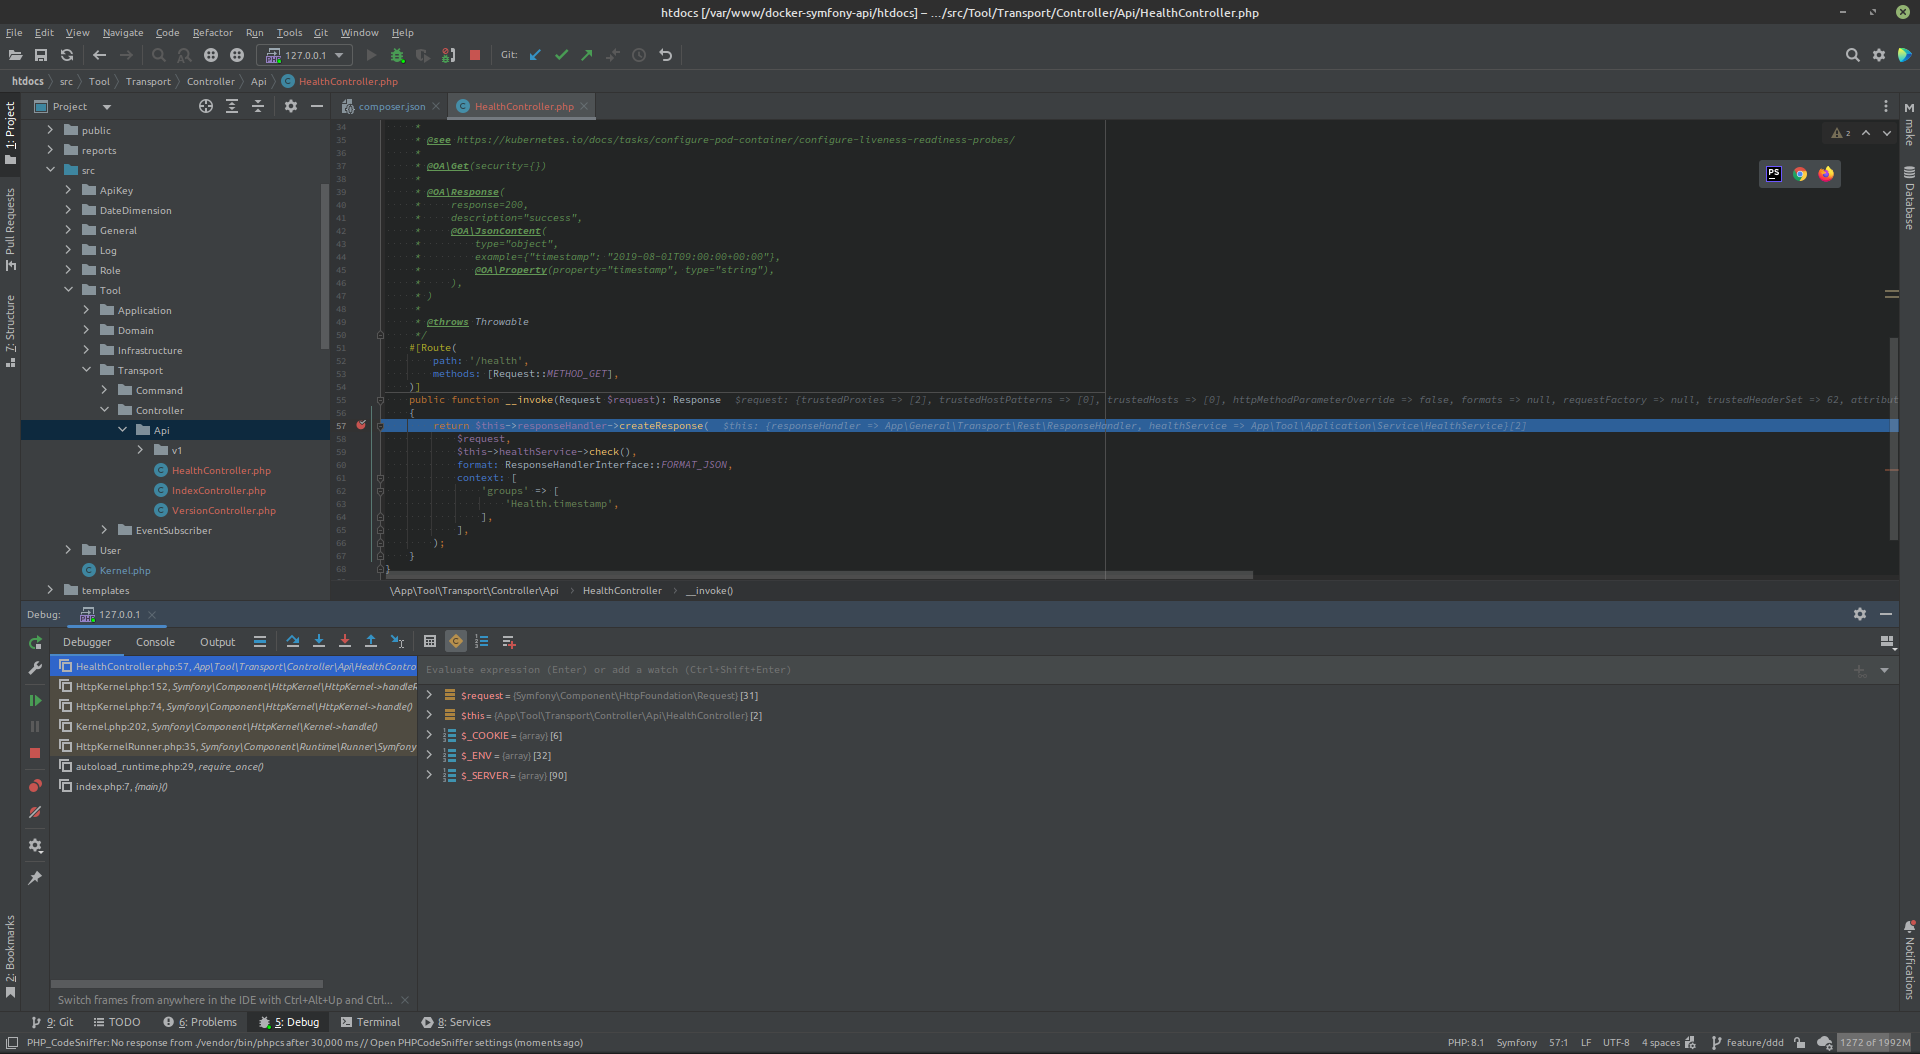 htdocs [/var/www/docker-symfony-api/htdocs] – .../src/Tool/Transport/Controller/Api/HealthController.php
File Edit View Navigate Code Refactor Run Tools Git Window Help
127.0.0.1
Git:
htdocs src Tool Transport Controller Api HealthController.php
Project
composer.json
HealthController.php
1: Project
Pull Requests
7: Structure
2: Bookmarks
public
reports
src
ApiKey
DateDimension
General
Log
Role
Tool
Application
Domain
Infrastructure
Transport
Command
Controller
Api
v1
HealthController.php
IndexController.php
VersionController.php
EventSubscriber
User
Kernel.php
templates
2
PS
34 *
35 * @see https://kubernetes.io/docs/tasks/configure-pod-container/configure-liveness-readiness-probes/
36 *
37 * @OA\Get(security={})
38 *
39 * @OA\Response(
40 * response=200,
41 * description="success",
42 * @OA\JsonContent(
43 * type="object",
44 * example={"timestamp": "2019-08-01T09:00:00+00:00"},
45 * @OA\Property(property="timestamp", type="string"),
46 * ),
47 * )
48 *
49 * @throws Throwable
50 */
51 #[Route(
52 path: '/health',
53 methods: [Request::METHOD_GET],
54 )]
55 public function __invoke(Request $request): Response $request: {trustedProxies => [2], trustedHostPatterns => [0], trustedHosts => [0], httpMethodParameterOverride => false, formats => null, requestFactory => null, trustedHeaderSet => 62, attribut
56 {
57 return $this->responseHandler->createResponse( $this: {responseHandler => App\General\Transport\Rest\ResponseHandler, healthService => App\Tool\Application\Service\HealthService}[2]
58 $request,
59 $this->healthService->check(),
60 format: ResponseHandlerInterface::FORMAT_JSON,
61 context: [
62 'groups' => [
63 'Health.timestamp',
64 ],
65 ],
66 );
67 }
68 }
\App\Tool\Transport\Controller\Api HealthController __invoke()
make
Database
Notifications
Debug: 127.0.0.1
Debugger Console Output
HealthController.php:57, App\Tool\Transport\Controller\Api\HealthContro
HttpKernel.php:152, Symfony\Component\HttpKernel\HttpKernel->handleR
HttpKernel.php:74, Symfony\Component\HttpKernel\HttpKernel->handle()
Kernel.php:202, Symfony\Component\HttpKernel\Kernel->handle()
HttpKernelRunner.php:35, Symfony\Component\Runtime\Runner\Symfony
autoload_runtime.php:29, require_once()
index.php:7, {main}()
Evaluate expression (Enter) or add a watch (Ctrl+Shift+Enter)
$request = {Symfony\Component\HttpFoundation\Request} [31]
$this = {App\Tool\Transport\Controller\Api\HealthController} [2]
$_COOKIE = {array} [6]
$_ENV = {array} [32]
$_SERVER = {array} [90]
Switch frames from anywhere in the IDE with Ctrl+Alt+Up and Ctrl...
9: Git TODO 6: Problems 5: Debug Terminal 8: Services
PHP_CodeSniffer: No response from ./vendor/bin/phpcs after 30,000 ms // Open PHPCodeSniffer settings (moments ago)
PHP: 8.1 Symfony 57:1 LF UTF-8 4 spaces feature/ddd 1272 of 1992M